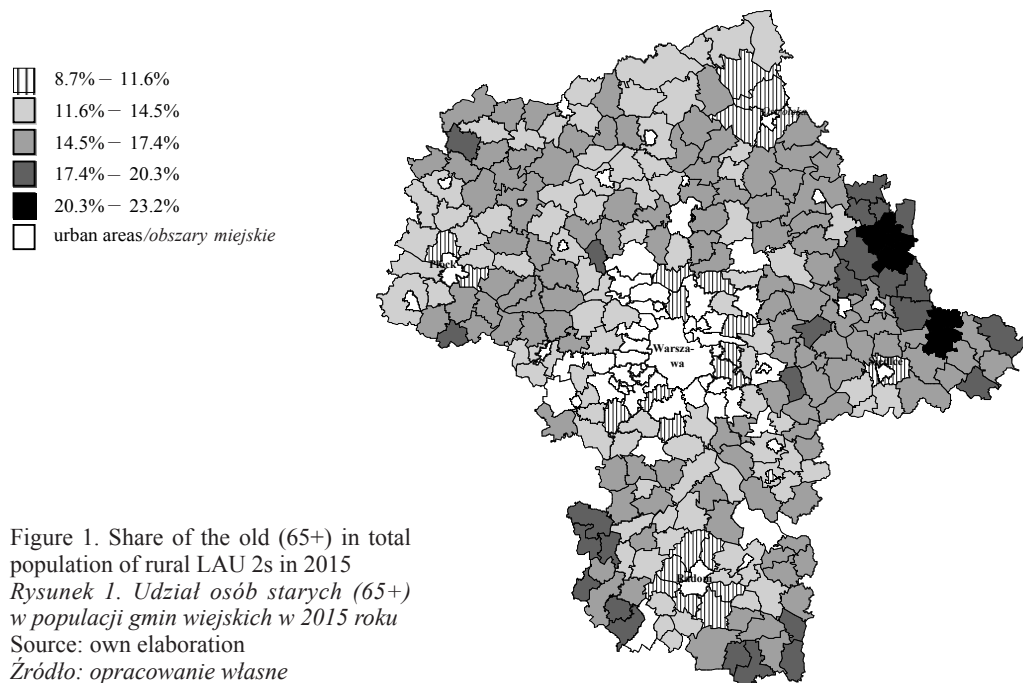 8.7% – 11.6%
11.6% – 14.5%
14.5% – 17.4%
17.4% – 20.3%
20.3% – 23.2%
urban areas/obszary miejskie
Ostrołęka
Płock
Warsza-
wa
Siedlce
Radom
Figure 1. Share of the old (65+) in total
population of rural LAU 2s in 2015
Rysunek 1. Udział osób starych (65+)
w populacji gmin wiejskich w 2015 roku
Source: own elaboration
Źródło: opracowanie własne